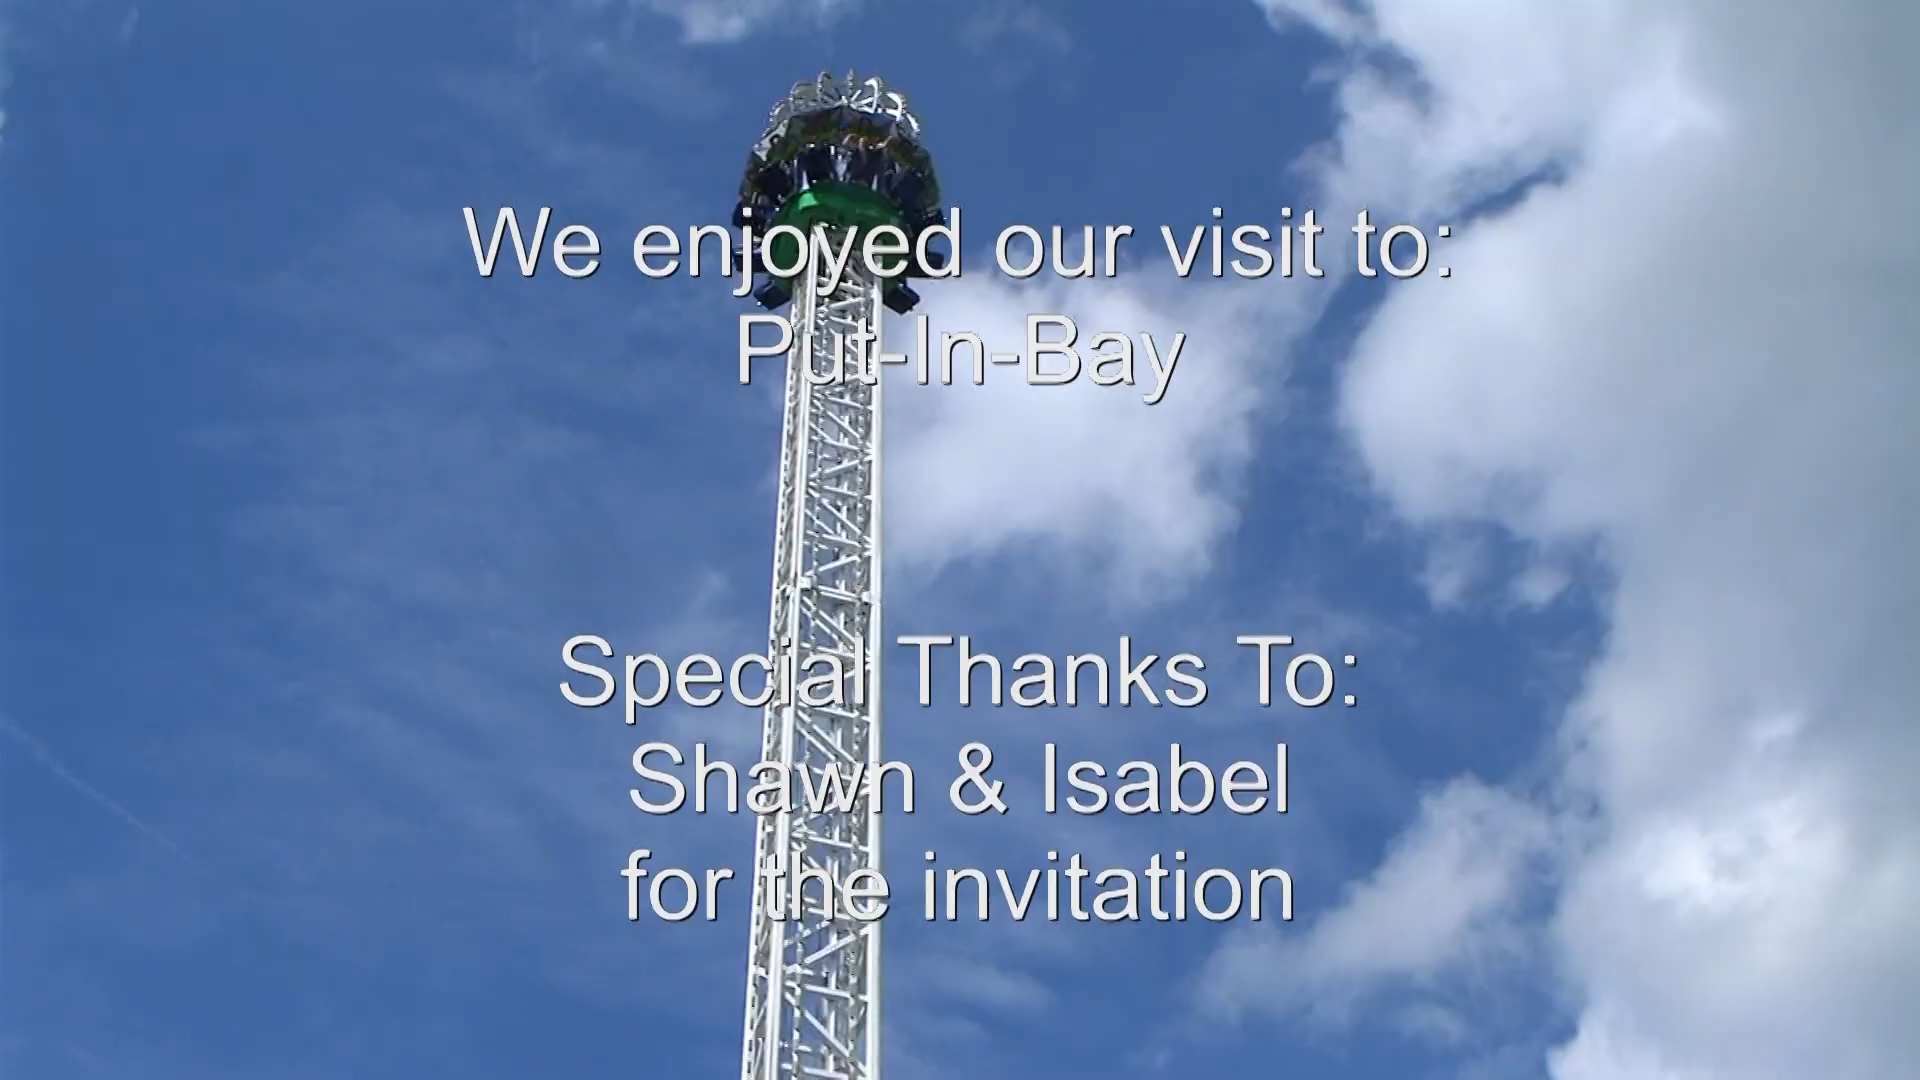 We enjoyed our visit to:
Put-In-Bay
Special Thanks To:
Shawn & Isabel
for the invitation